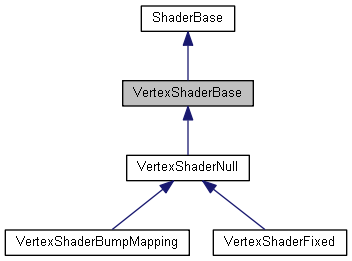 ShaderBase
VertexShaderBase
VertexShaderNull
VertexShaderBumpMapping
VertexShaderFixed